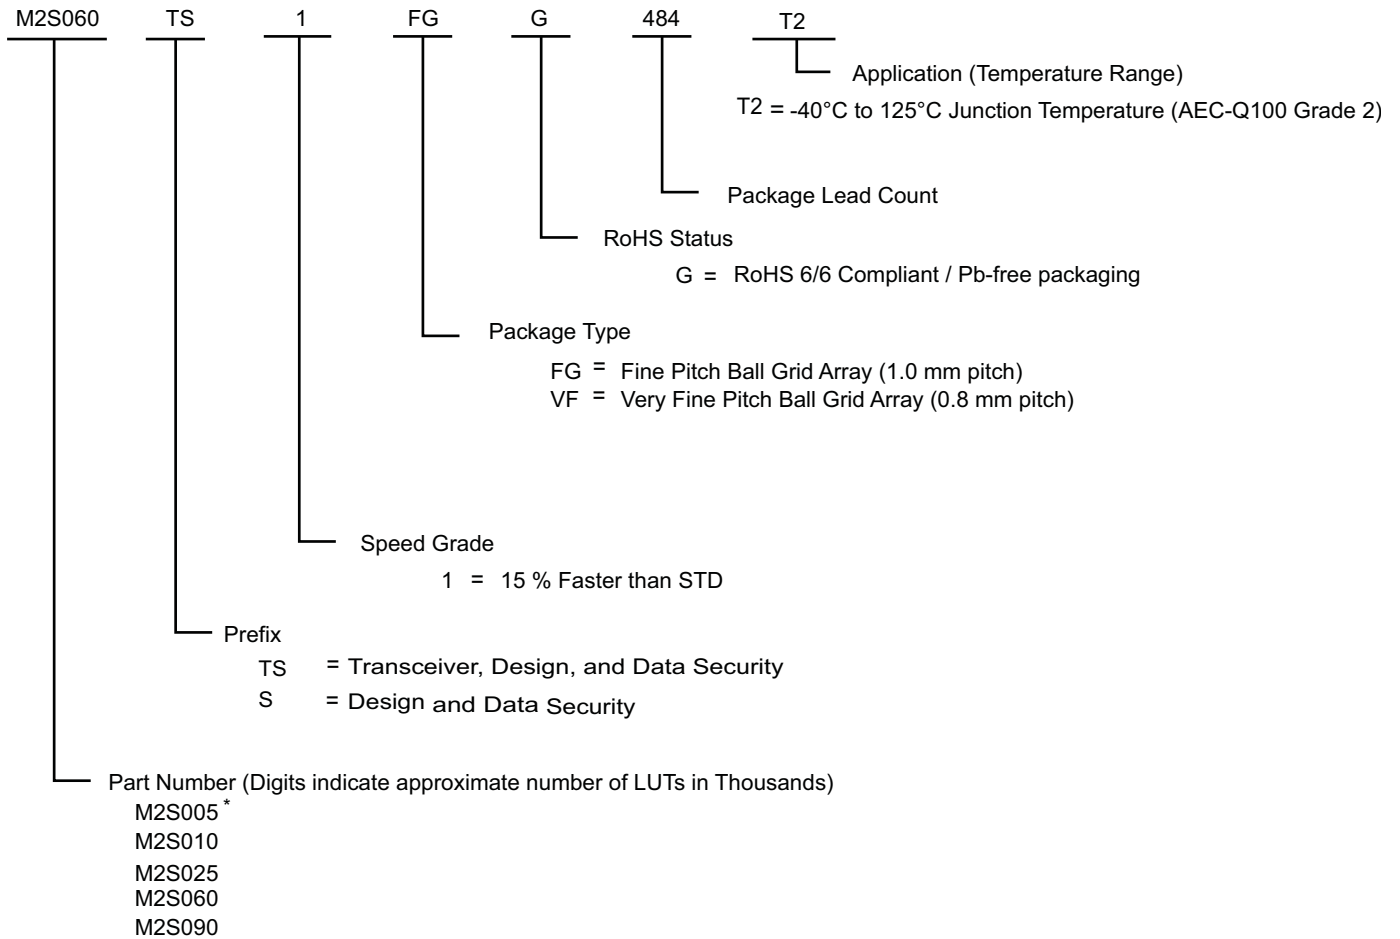 M2S060 TS 1 FG G 484 T2
Application (Temperature Range)
T2 = -40°C to 125°C Junction Temperature (AEC-Q100 Grade 2)
Package Lead Count
RoHS Status
G = RoHS 6/6 Compliant / Pb-free packaging
Package Type
FG = Fine Pitch Ball Grid Array (1.0 mm pitch)
VF = Very Fine Pitch Ball Grid Array (0.8 mm pitch)
Speed Grade
1 = 15 % Faster than STD
Prefix
TS = Transceiver, Design, and Data Security
S = Design and Data Security
Part Number (Digits indicate approximate number of LUTs in Thousands)
M2S005 *
M2S010
M2S025
M2S060
M2S090